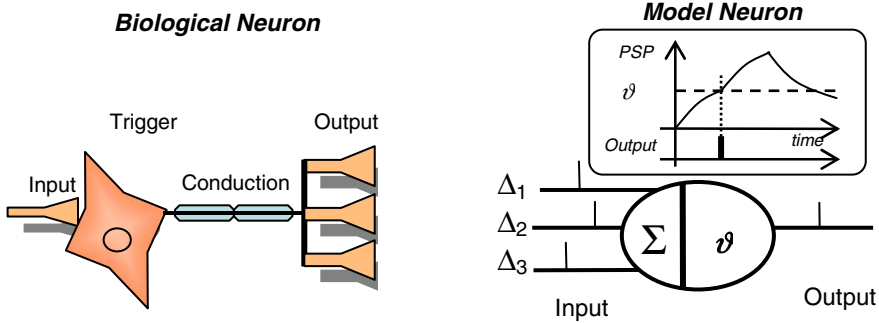 Biological Neuron
Trigger
Output
Input
Conduction
Model Neuron
PSP
ϑ
time
Output
Δ1
Δ2
Δ3
Σ
ϑ
Input
Output